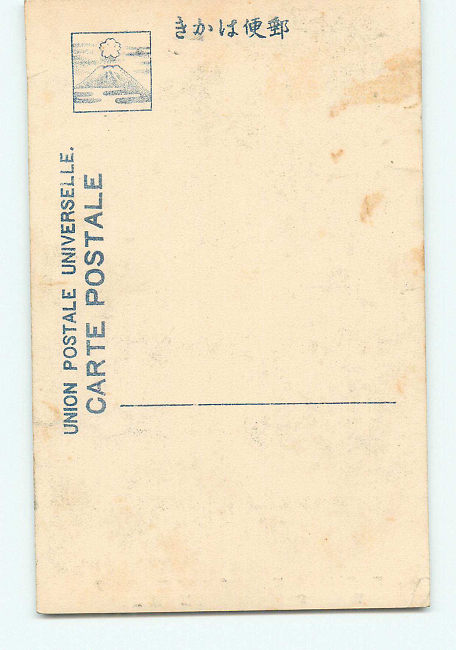 郵便はかき
UNION POSTALE UNIVERSELLE.
CARTE POSTALE